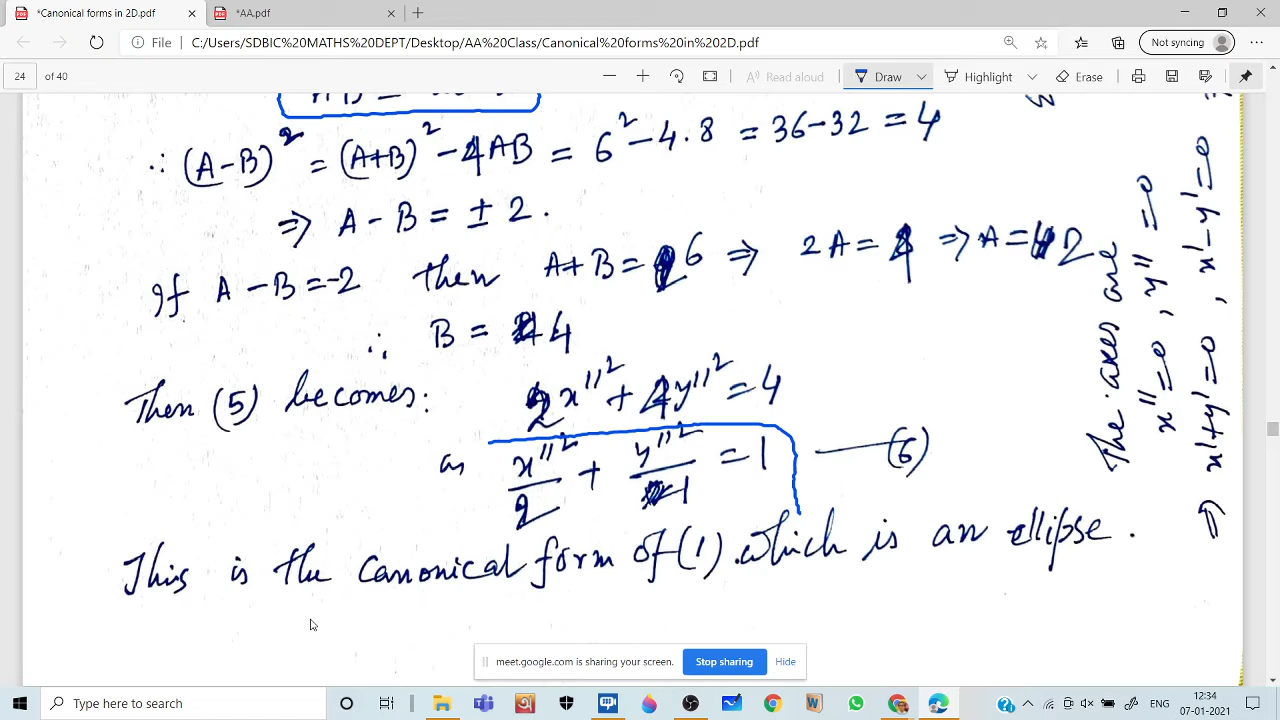 *Canonical forms in 2D.pdf
*AA.pdf
File C:/Users/SDBIC%20MATHS%20DEPT/Desktop/AA%20Class/Canonical%20forms%20in%202D.pdf
Not syncing
24 of 40
Read aloud
Draw
Highlight
Erase
∴ (A-B)² = (A+B)² - 4AB = 6² - 4.8 = 36-32 = 4
⇒ A - B = ± 2.
If A - B = -2 then A+B = 6 ⇒ 2A = 4 ⇒ A = 2
∴ B = 4
Then (5) becomes: 2x''² + 4y''² = 4
as x''²/2 + y''²/1 = 1 — (6)
This is the canonical form of (1). which is an ellipse.
The axes are
x''=0, y''=0
⇒ x'+y'=0, x'-y'=0
meet.google.com is sharing your screen.
Stop sharing
Hide
Type here to search
ENG
12:34
07-01-2021